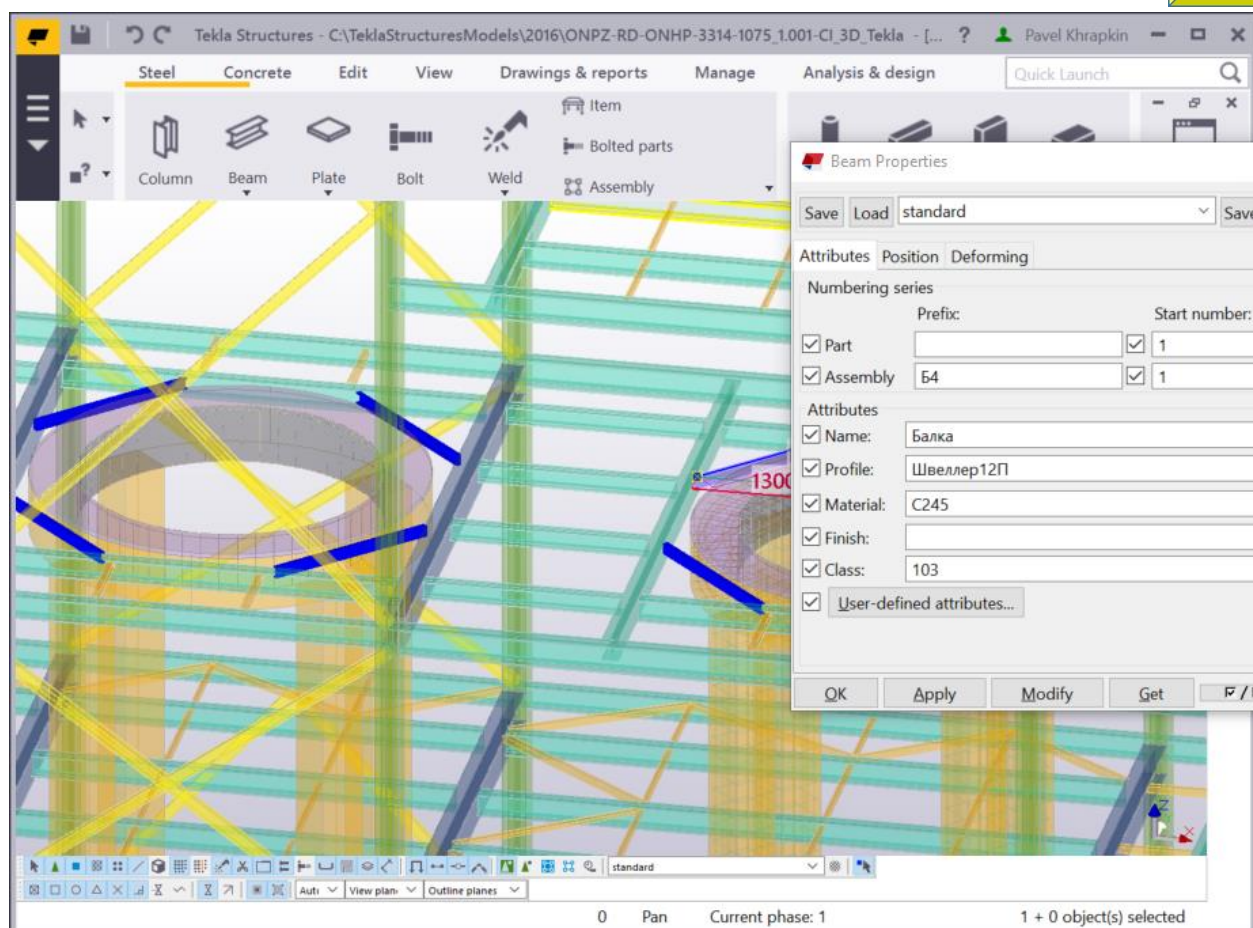 Tekla Structures - C:\TeklaStructuresModels\2016\ONPZ-RD-ONHP-3314-1075_1.001-CI_3D_Tekla - [... ? Pavel Khrapkin
Steel Concrete Edit View Drawings & reports Manage Analysis & design Quick Launch
Item
Bolted parts
Assembly
Column Beam Plate Bolt Weld
Beam Properties
Save Load standard Save
Attributes Position Deforming
Numbering series
Prefix: Start number:
Part 1
Assembly Б4 1
Attributes
Name: Балка
Profile: Швеллер12П
Material: C245
Finish:
Class: 103
User-defined attributes...
OK Apply Modify Get
1300
Z
x
standard
View plan Outline planes
0 Pan Current phase: 1 1 + 0 object(s) selected